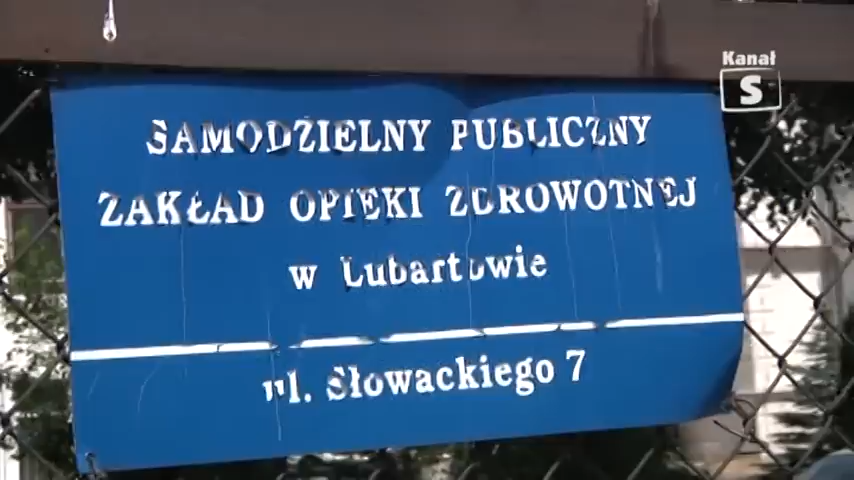 Kanał
S
SAMODZIELNY PUBLICZNY
ZAKŁAD OPIEKI ZDROWOTNEJ
w Lubartowie
ul. Słowackiego 7